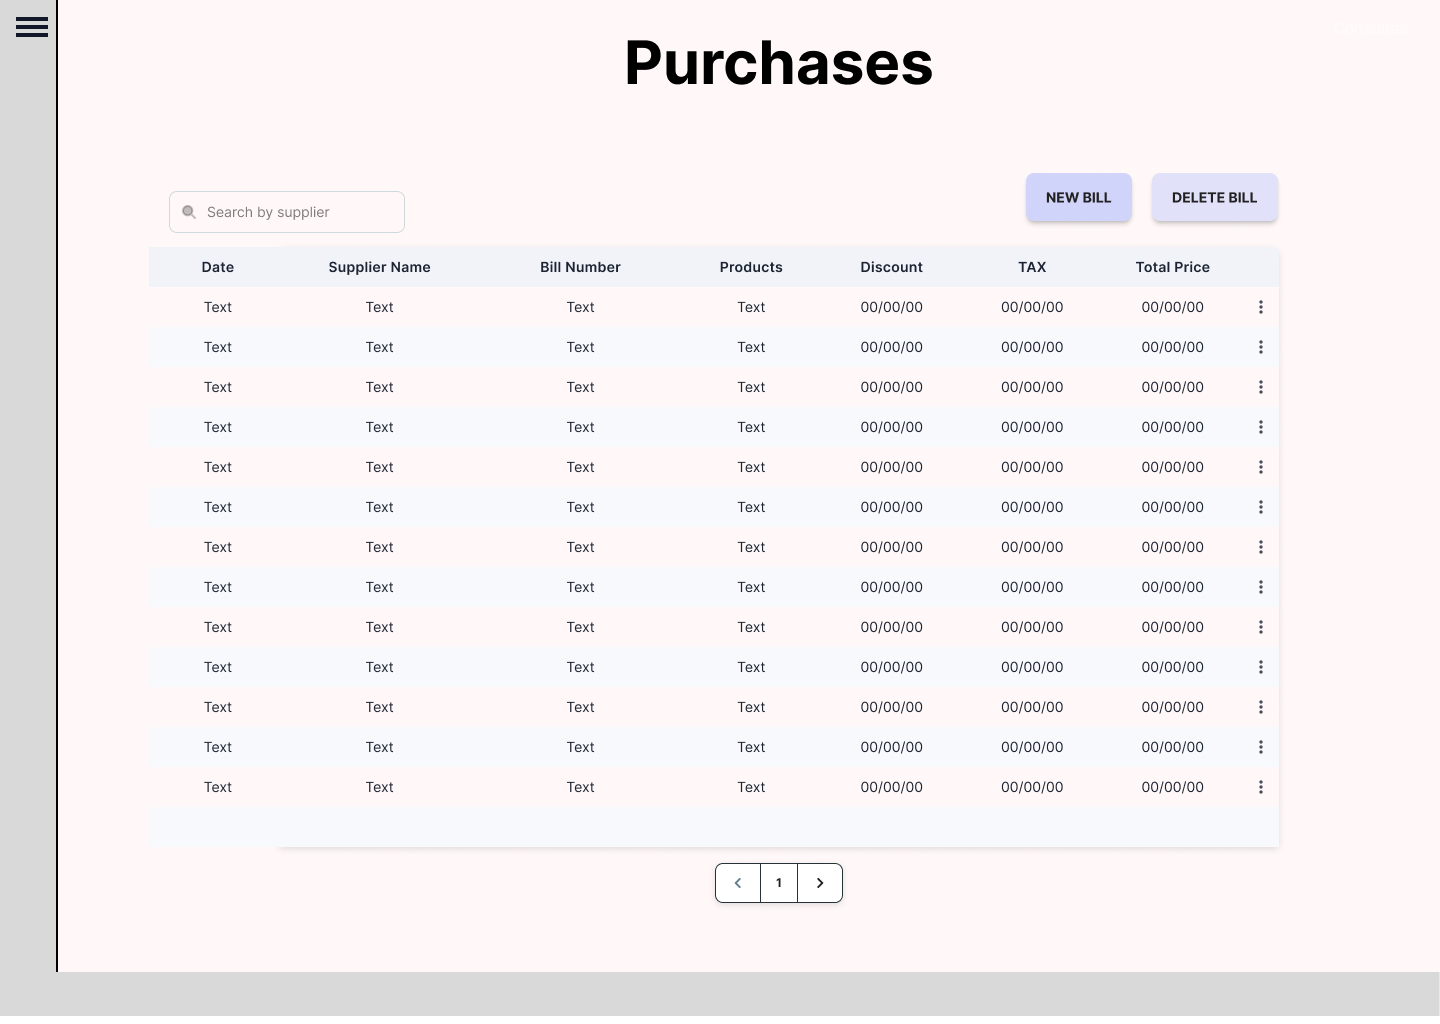 Purchases
Search by supplier
NEW BILL DELETE BILL
Date Supplier Name Bill Number Products Discount TAX Total Price
Text Text Text Text 00/00/00 00/00/00 00/00/00
Text Text Text Text 00/00/00 00/00/00 00/00/00
Text Text Text Text 00/00/00 00/00/00 00/00/00
Text Text Text Text 00/00/00 00/00/00 00/00/00
Text Text Text Text 00/00/00 00/00/00 00/00/00
Text Text Text Text 00/00/00 00/00/00 00/00/00
Text Text Text Text 00/00/00 00/00/00 00/00/00
Text Text Text Text 00/00/00 00/00/00 00/00/00
Text Text Text Text 00/00/00 00/00/00 00/00/00
Text Text Text Text 00/00/00 00/00/00 00/00/00
Text Text Text Text 00/00/00 00/00/00 00/00/00
Text Text Text Text 00/00/00 00/00/00 00/00/00
Text Text Text Text 00/00/00 00/00/00 00/00/00
1